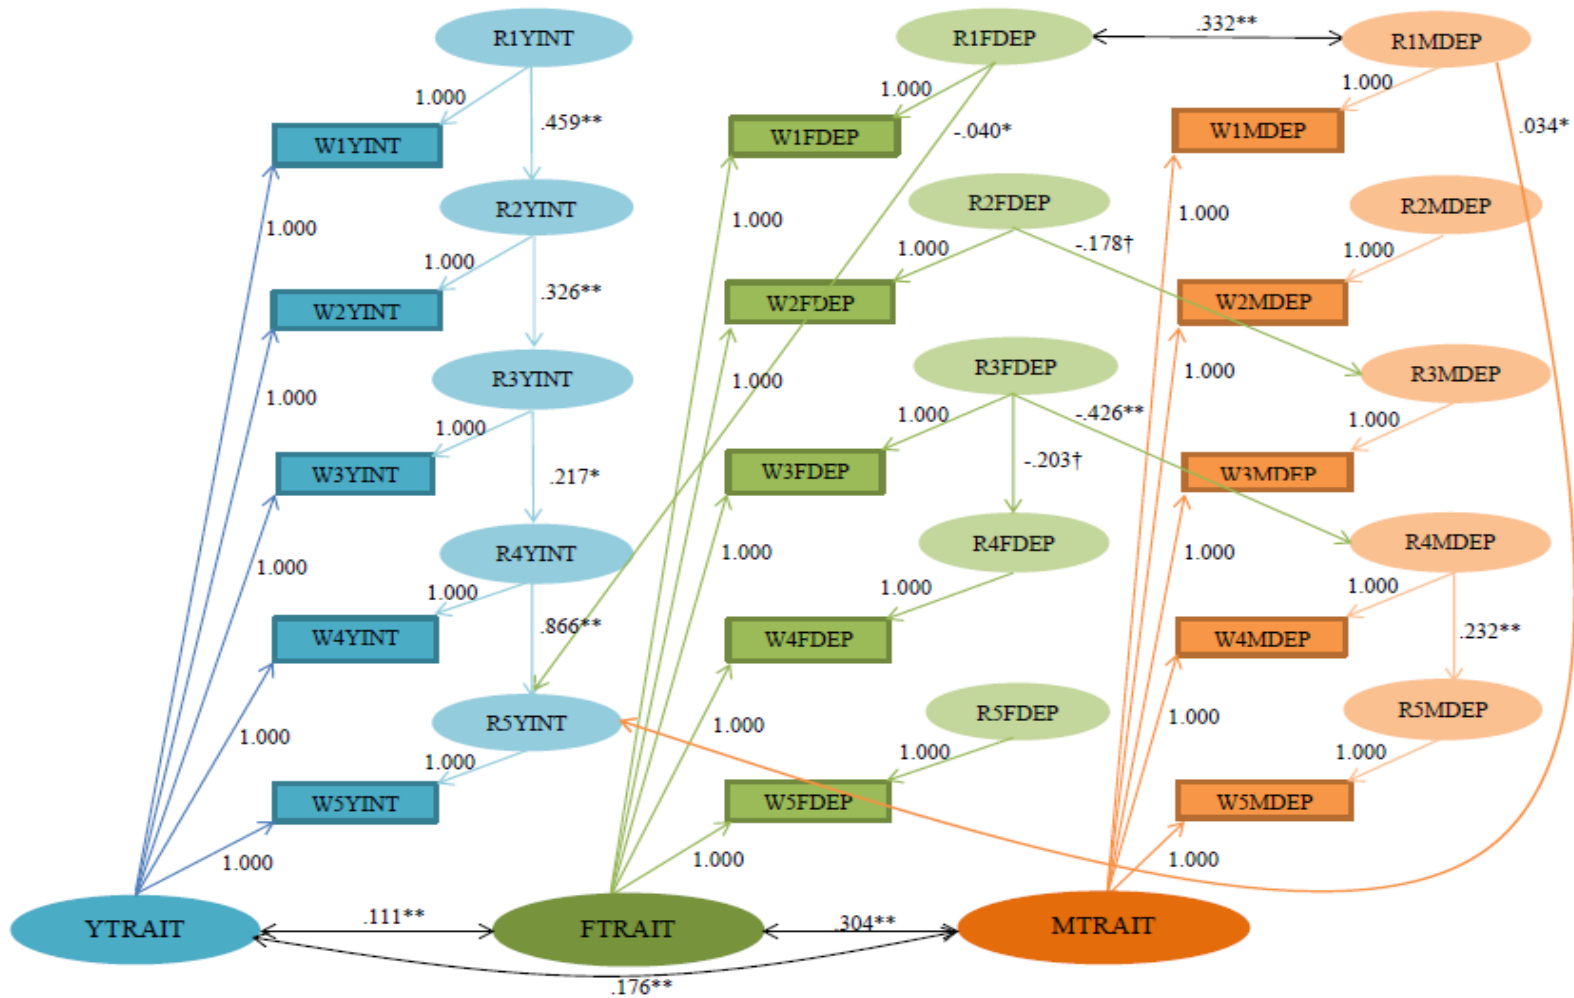 R1YINT
R1FDEP
.332**
R1MDEP
1.000
1.000
1.000
.459**
-.040*
.034*
W1YINT
W1FDEP
W1MDEP
R2YINT
R2FDEP
R2MDEP
1.000
1.000
1.000
1.000
1.000
-.178†
1.000
.326**
W2YINT
W2FDEP
W2MDEP
R3YINT
R3FDEP
R3MDEP
1.000
1.000
1.000
1.000
1.000
-.426**
1.000
.217*
-.203†
W3YINT
W3FDEP
W3MDEP
R4YINT
R4FDEP
R4MDEP
1.000
1.000
1.000
1.000
1.000
1.000
.866**
.232**
W4YINT
W4FDEP
W4MDEP
R5YINT
R5FDEP
R5MDEP
1.000
1.000
1.000
1.000
1.000
1.000
W5YINT
W5FDEP
W5MDEP
1.000
1.000
1.000
YTRAIT
.111**
FTRAIT
.304**
MTRAIT
.176**